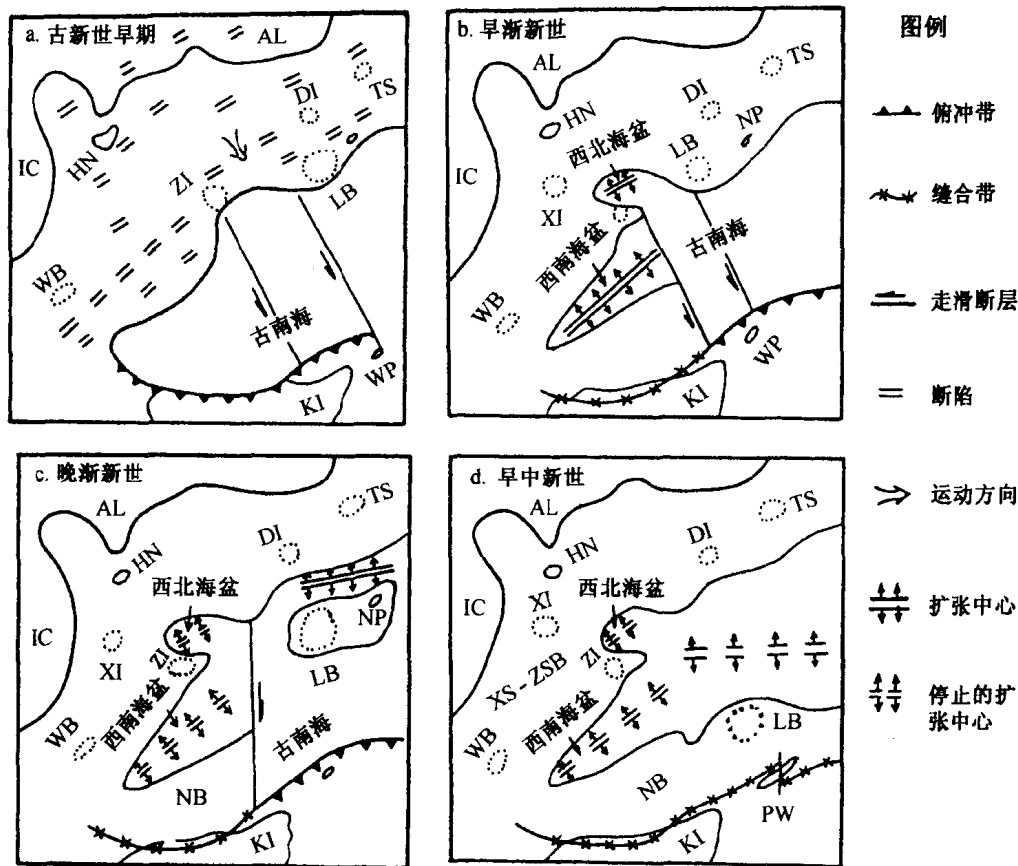 a. 古新世早期
AL
TS
DI
HN
IC
ZI
LB
WB
古南海
WP
KI
b. 早渐新世
AL
TS
DI
HN
NP
西北海盆
LB
IC
XI
西南海盆
古南海
WB
WP
KI
c. 晚渐新世
AL
TS
DI
HN
西北海盆
NP
IC
XI
ZI
LB
西南海盆
WB
古南海
NB
KI
d. 早中新世
AL
TS
DI
HN
西北海盆
IC
XI
ZI
XS-ZSB
西南海盆
LB
WB
NB
PW
KI
图例
俯冲带
缝合带
走滑断层
断陷
运动方向
扩张中心
停止的扩
张中心